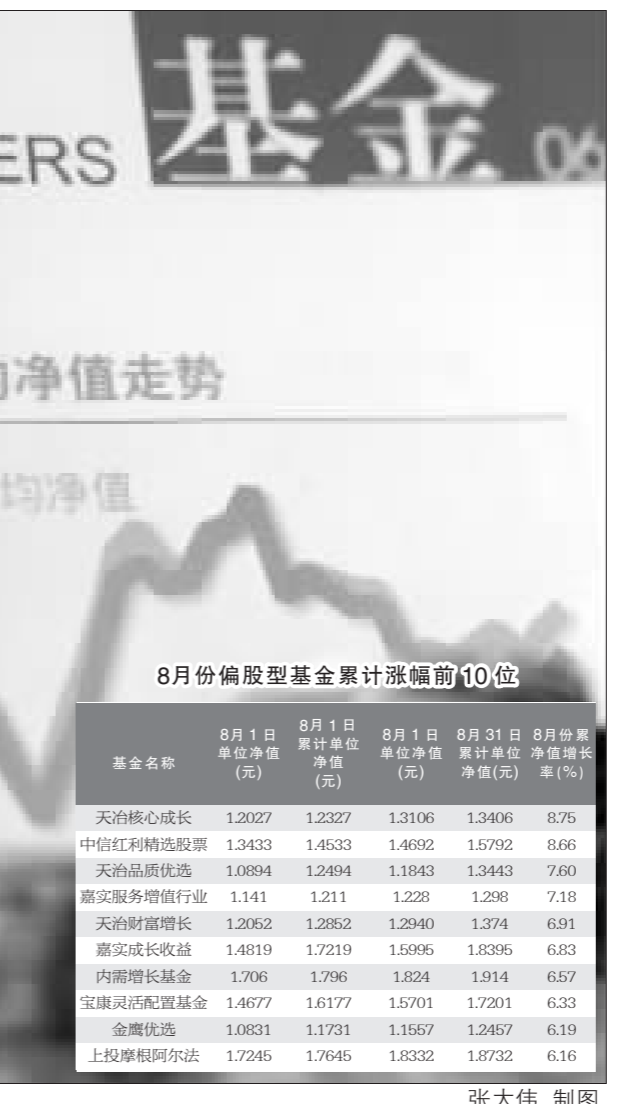 ERS
基金
06
净值走势
均净值
8月份偏股型基金累计涨幅前10位
基金名称 8月1日单位净值(元) 8月1日累计单位净值(元) 8月1日单位净值(元) 8月31日累计单位净值(元) 8月份累净值增长率(%)
天冶核心成长 1.2027 1.2327 1.3106 1.3406 8.75
中信红利精选股票 1.3433 1.4533 1.4692 1.5792 8.66
天治品质优选 1.0894 1.2494 1.1843 1.3443 7.60
嘉实服务增值行业 1.141 1.211 1.228 1.298 7.18
天治财富增长 1.2052 1.2852 1.2940 1.374 6.91
嘉实成长收益 1.4819 1.7219 1.5995 1.8395 6.83
内需增长基金 1.706 1.796 1.824 1.914 6.57
宝康灵活配置基金 1.4677 1.6177 1.5701 1.7201 6.33
金鹰优选 1.0831 1.1731 1.1557 1.2457 6.19
上投摩根阿尔法 1.7245 1.7645 1.8332 1.8732 6.16
张大伟 制图